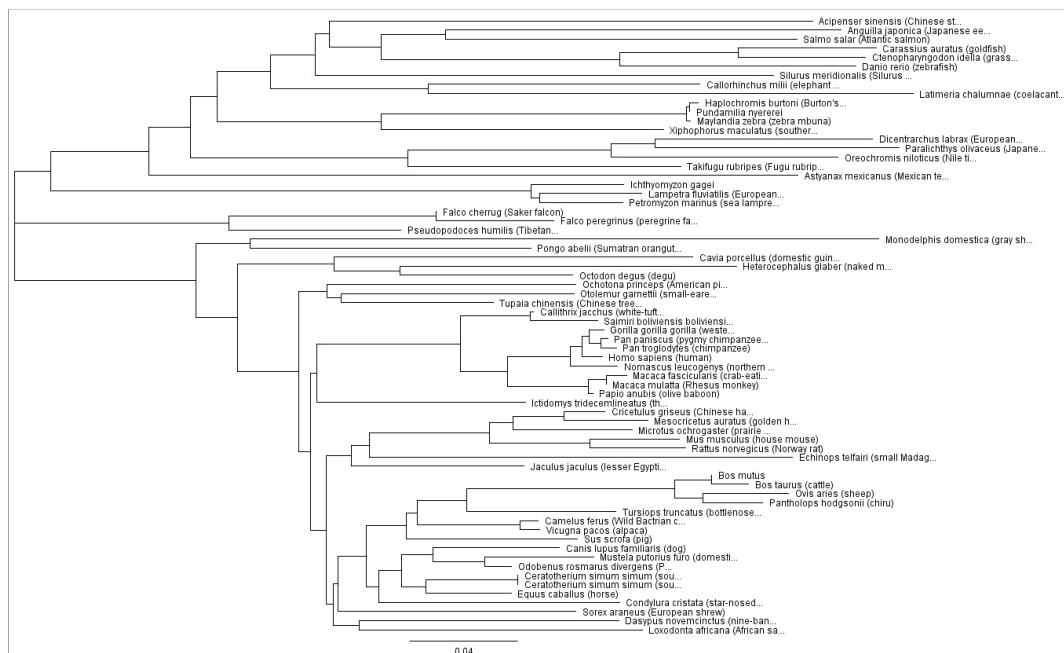 Acipenser sinensis (Chinese st...
Anguilla japonica (Japanese ee...
Salmo salar (Atlantic salmon)
Carassius auratus (goldfish)
Ctenopharyngodon idella (grass...
Danio rerio (zebrafish)
Silurus meridionalis (Silurus ...
Callorhinchus milii (elephant ...
Latimeria chalumnae (coelacant...
Haplochromis burtoni (Burton's...
Pundamilia nyererei
Maylandia zebra (zebra mbuna)
Xiphophorus maculatus (souther...
Dicentrarchus labrax (European...
Paralichthys olivaceus (Japane...
Oreochromis niloticus (Nile ti...
Takifugu rubripes (Fugu rubrip...
Astyanax mexicanus (Mexican te...
Ichthyomyzon gagei
Lampetra fluviatilis (European...
Petromyzon marinus (sea lampre...
Falco cherrug (Saker falcon)
Falco peregrinus (peregrine fa...
Pseudopodoces humilis (Tibetan...
Monodelphis domestica (gray sh...
Pongo abelii (Sumatran orangut...
Cavia porcellus (domestic guin...
Heterocephalus glaber (naked m...
Octodon degus (degu)
Ochotona princeps (American pi...
Otolemur garnettii (small-eare...
Tupaia chinensis (Chinese tree...
Callithrix jacchus (white-tuft...
Saimiri boliviensis boliviensi...
Gorilla gorilla gorilla (weste...
Pan paniscus (pygmy chimpanzee...
Pan troglodytes (chimpanzee)
Homo sapiens (human)
Nomascus leucogenys (northern ...
Macaca fascicularis (crab-eati...
Macaca mulatta (Rhesus monkey)
Papio anubis (olive baboon)
Ictidomys tridecemlineatus (th...
Cricetulus griseus (Chinese ha...
Mesocricetus auratus (golden h...
Microtus ochrogaster (prairie ...
Mus musculus (house mouse)
Rattus norvegicus (Norway rat)
Echinops telfairi (small Madag...
Jaculus jaculus (lesser Egypti...
Bos mutus
Bos taurus (cattle)
Ovis aries (sheep)
Pantholops hodgsonii (chiru)
Tursiops truncatus (bottlenose...
Camelus ferus (Wild Bactrian c...
Vicugna pacos (alpaca)
Sus scrofa (pig)
Canis lupus familiaris (dog)
Mustela putorius furo (domesti...
Odobenus rosmarus divergens (P...
Ceratotherium simum simum (sou...
Ceratotherium simum simum (sou...
Equus caballus (horse)
Condylura cristata (star-nosed...
Sorex araneus (European shrew)
Dasypus novemcinctus (nine-ban...
Loxodonta africana (African sa...
0.04